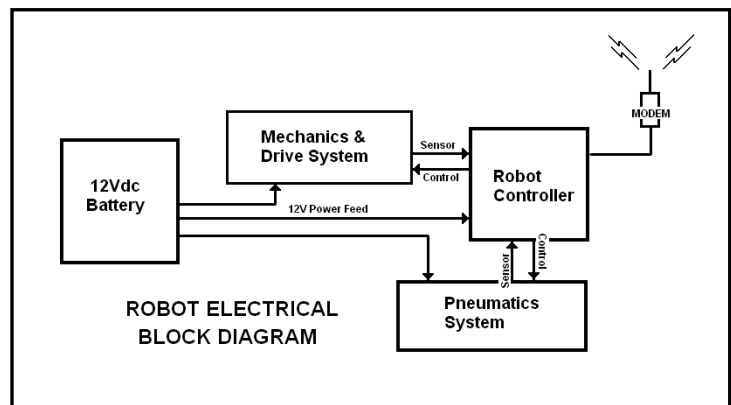 MODEM
Mechanics &
Drive System
Sensor
Control
Robot
Controller
12Vdc
Battery
12V Power Feed
Sensor
Control
Pneumatics
System
ROBOT ELECTRICAL
BLOCK DIAGRAM